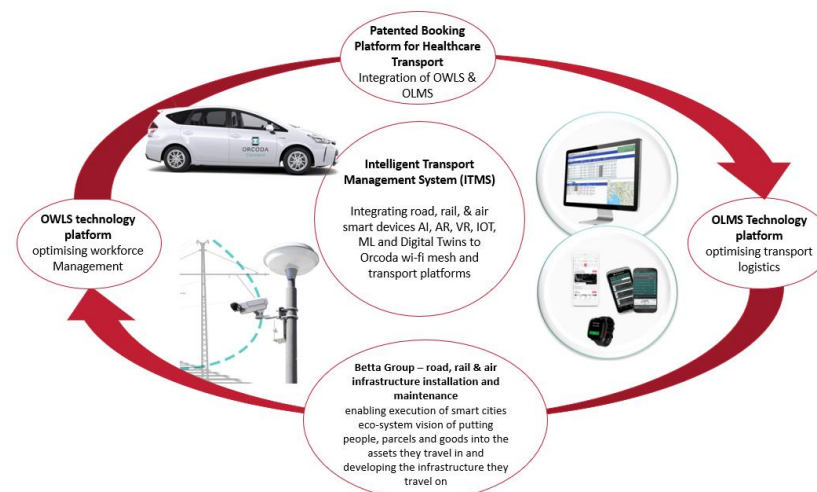 Patented Booking
Platform for Healthcare
Transport
Integration of OWLS &
OLMS
ORCODA
Intelligent Transport
Management System (ITMS)
Integrating road, rail, & air
smart devices AI, AR, VR, IOT,
ML and Digital Twins to
Orcoda wi-fi mesh and
transport platforms
OWLS technology
platform
optimising workforce
Management
OLMS Technology
platform
optimising transport
logistics
Betta Group – road, rail & air
infrastructure installation and
maintenance
enabling execution of smart cities
eco-system vision of putting
people, parcels and goods into the
assets they travel in and
developing the infrastructure they
travel on